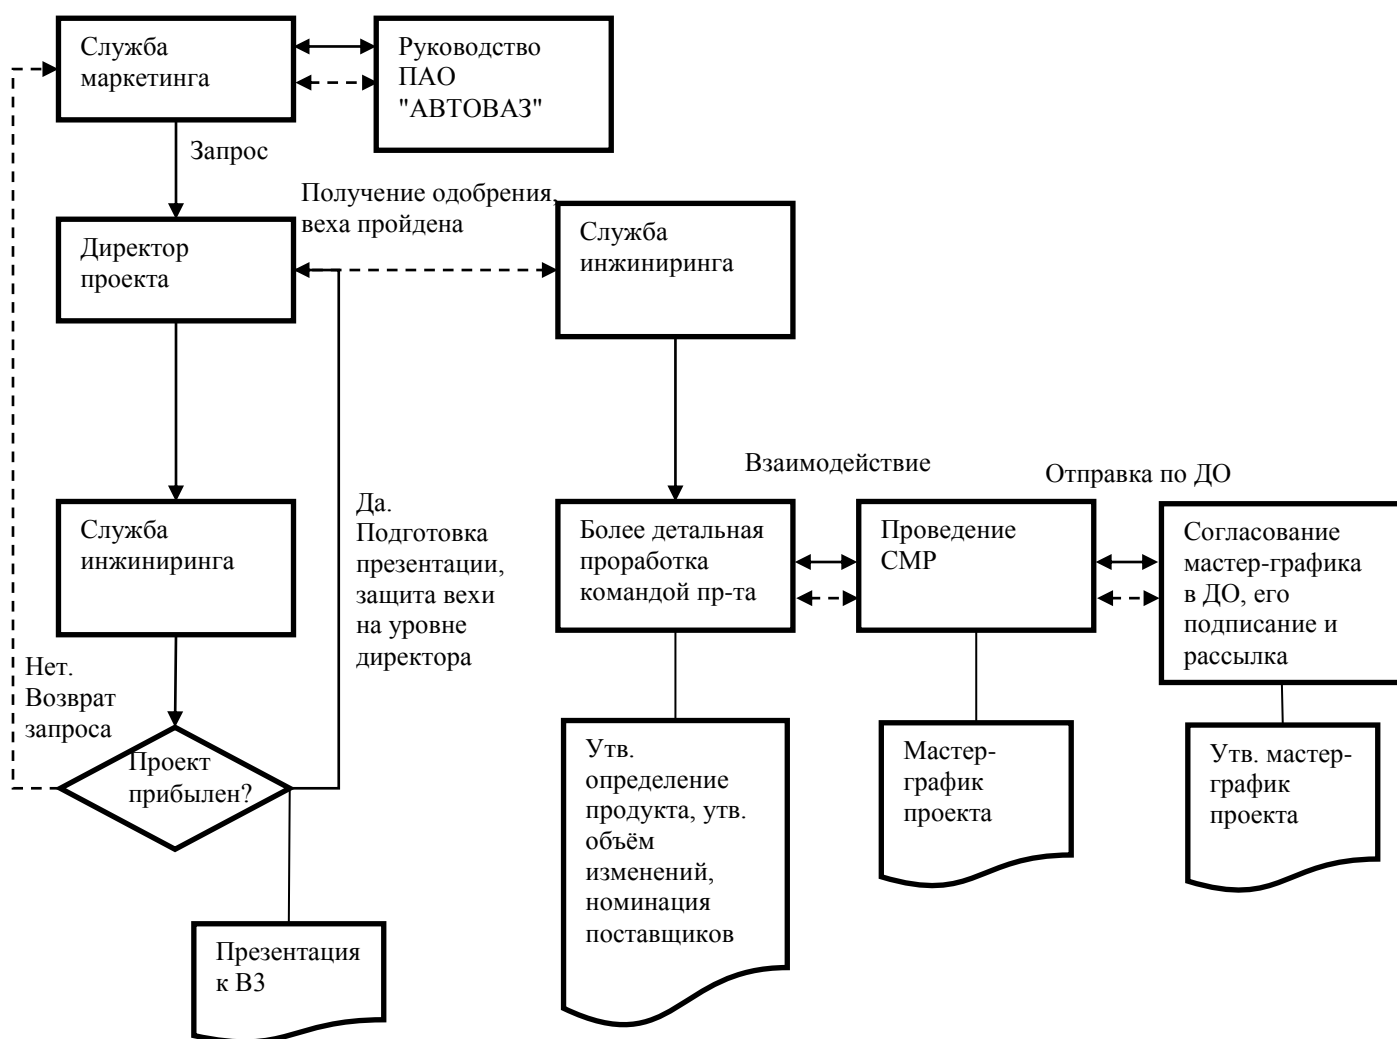 Служба
маркетинга
Руководство
ПАО
"АВТОВАЗ"
Запрос
Получение одобрения,
веха пройдена
Директор
проекта
Служба
инжиниринга
Взаимодействие
Отправка по ДО
Служба
инжиниринга
Да.
Подготовка
презентации,
защита вехи
на уровне
директора
Более детальная
проработка
командой пр-та
Проведение
СМР
Согласование
мастер-графика
в ДО, его
подписание и
рассылка
Нет.
Возврат
запроса
Проект
прибылен?
Утв.
определение
продукта, утв.
объём
изменений,
номинация
поставщиков
Мастер-
график
проекта
Утв. мастер-
график
проекта
Презентация
к В3